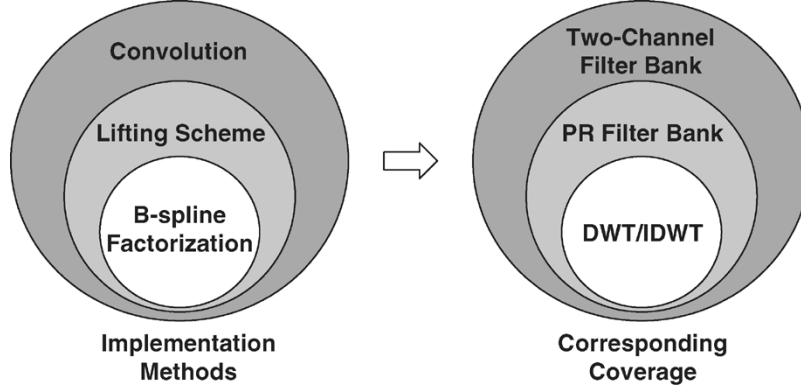 Convolution
Lifting Scheme
B-spline
Factorization
Implementation
Methods
Two-Channel
Filter Bank
PR Filter Bank
DWT/IDWT
Corresponding
Coverage